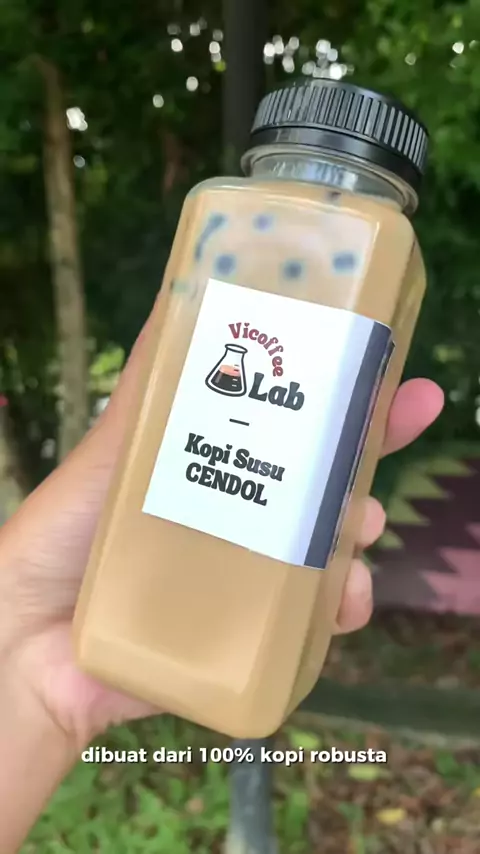 Vicoffee
Lab
Kopi Susu
CENDOL
dibuat dari 100% kopi robusta